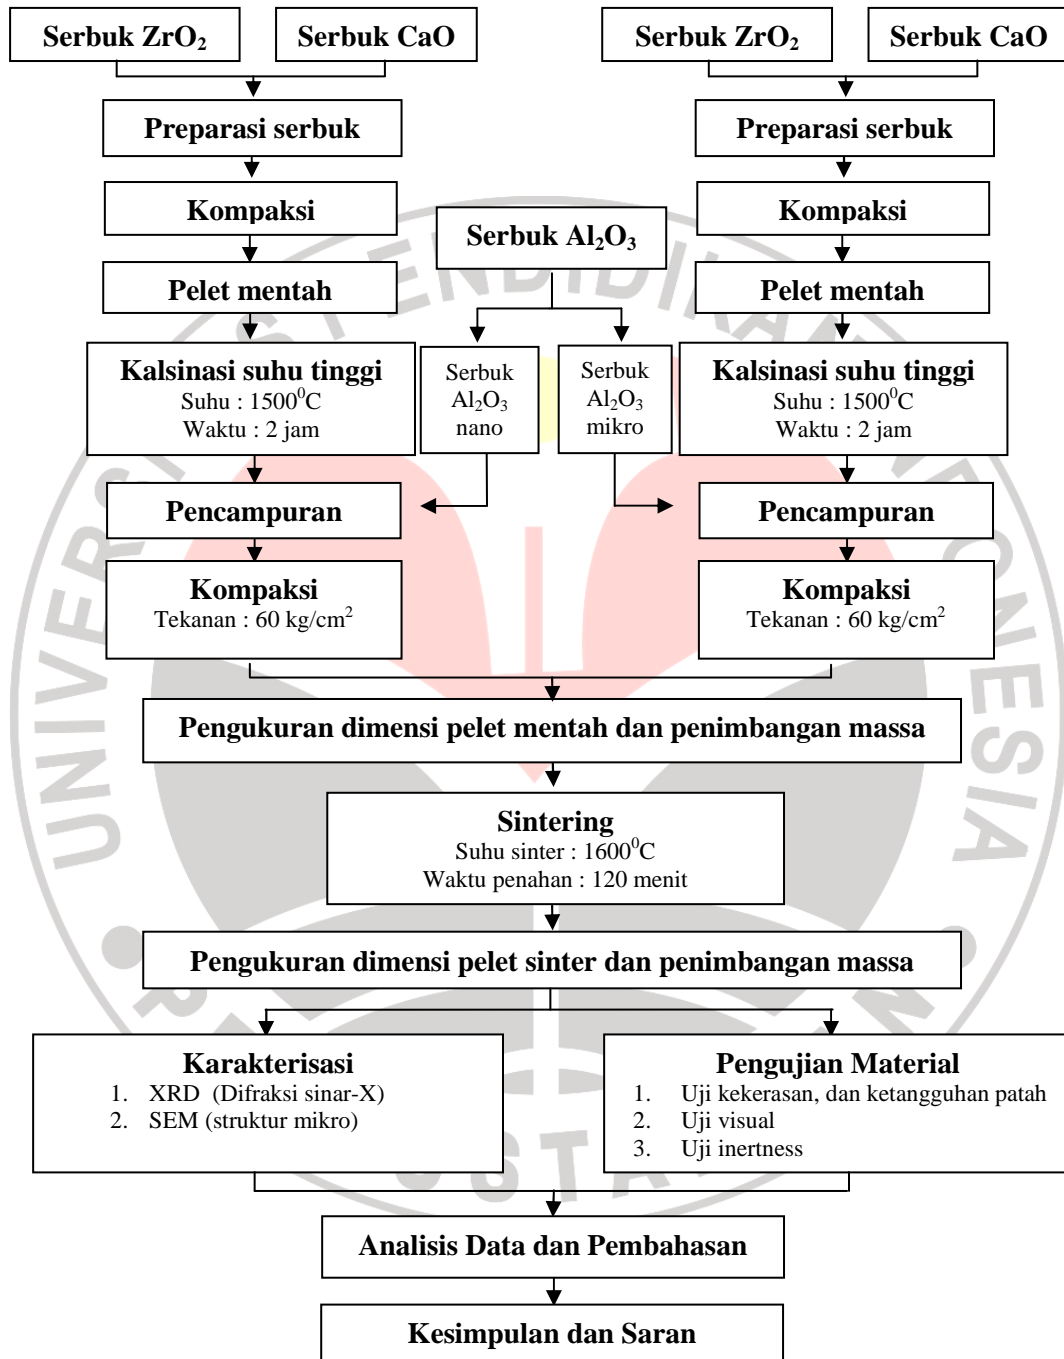 Serbuk ZrO₂
Serbuk CaO
Serbuk ZrO₂
Serbuk CaO
Preparasi serbuk
Preparasi serbuk
Kompaksi
Kompaksi
Serbuk Al₂O₃
Pelet mentah
Pelet mentah
Kalsinasi suhu tinggi
Suhu : 1500⁰C
Waktu : 2 jam
Serbuk
Al₂O₃
nano
Serbuk
Al₂O₃
mikro
Kalsinasi suhu tinggi
Suhu : 1500⁰C
Waktu : 2 jam
Pencampuran
Pencampuran
Kompaksi
Tekanan : 60 kg/cm²
Kompaksi
Tekanan : 60 kg/cm²
Pengukuran dimensi pelet mentah dan penimbangan massa
Sintering
Suhu sinter : 1600⁰C
Waktu penahan : 120 menit
Pengukuran dimensi pelet sinter dan penimbangan massa
Karakterisasi
1. XRD (Difraksi sinar-X)
2. SEM (struktur mikro)
Pengujian Material
1. Uji kekerasan, dan ketangguhan patah
2. Uji visual
3. Uji inertness
Analisis Data dan Pembahasan
Kesimpulan dan Saran